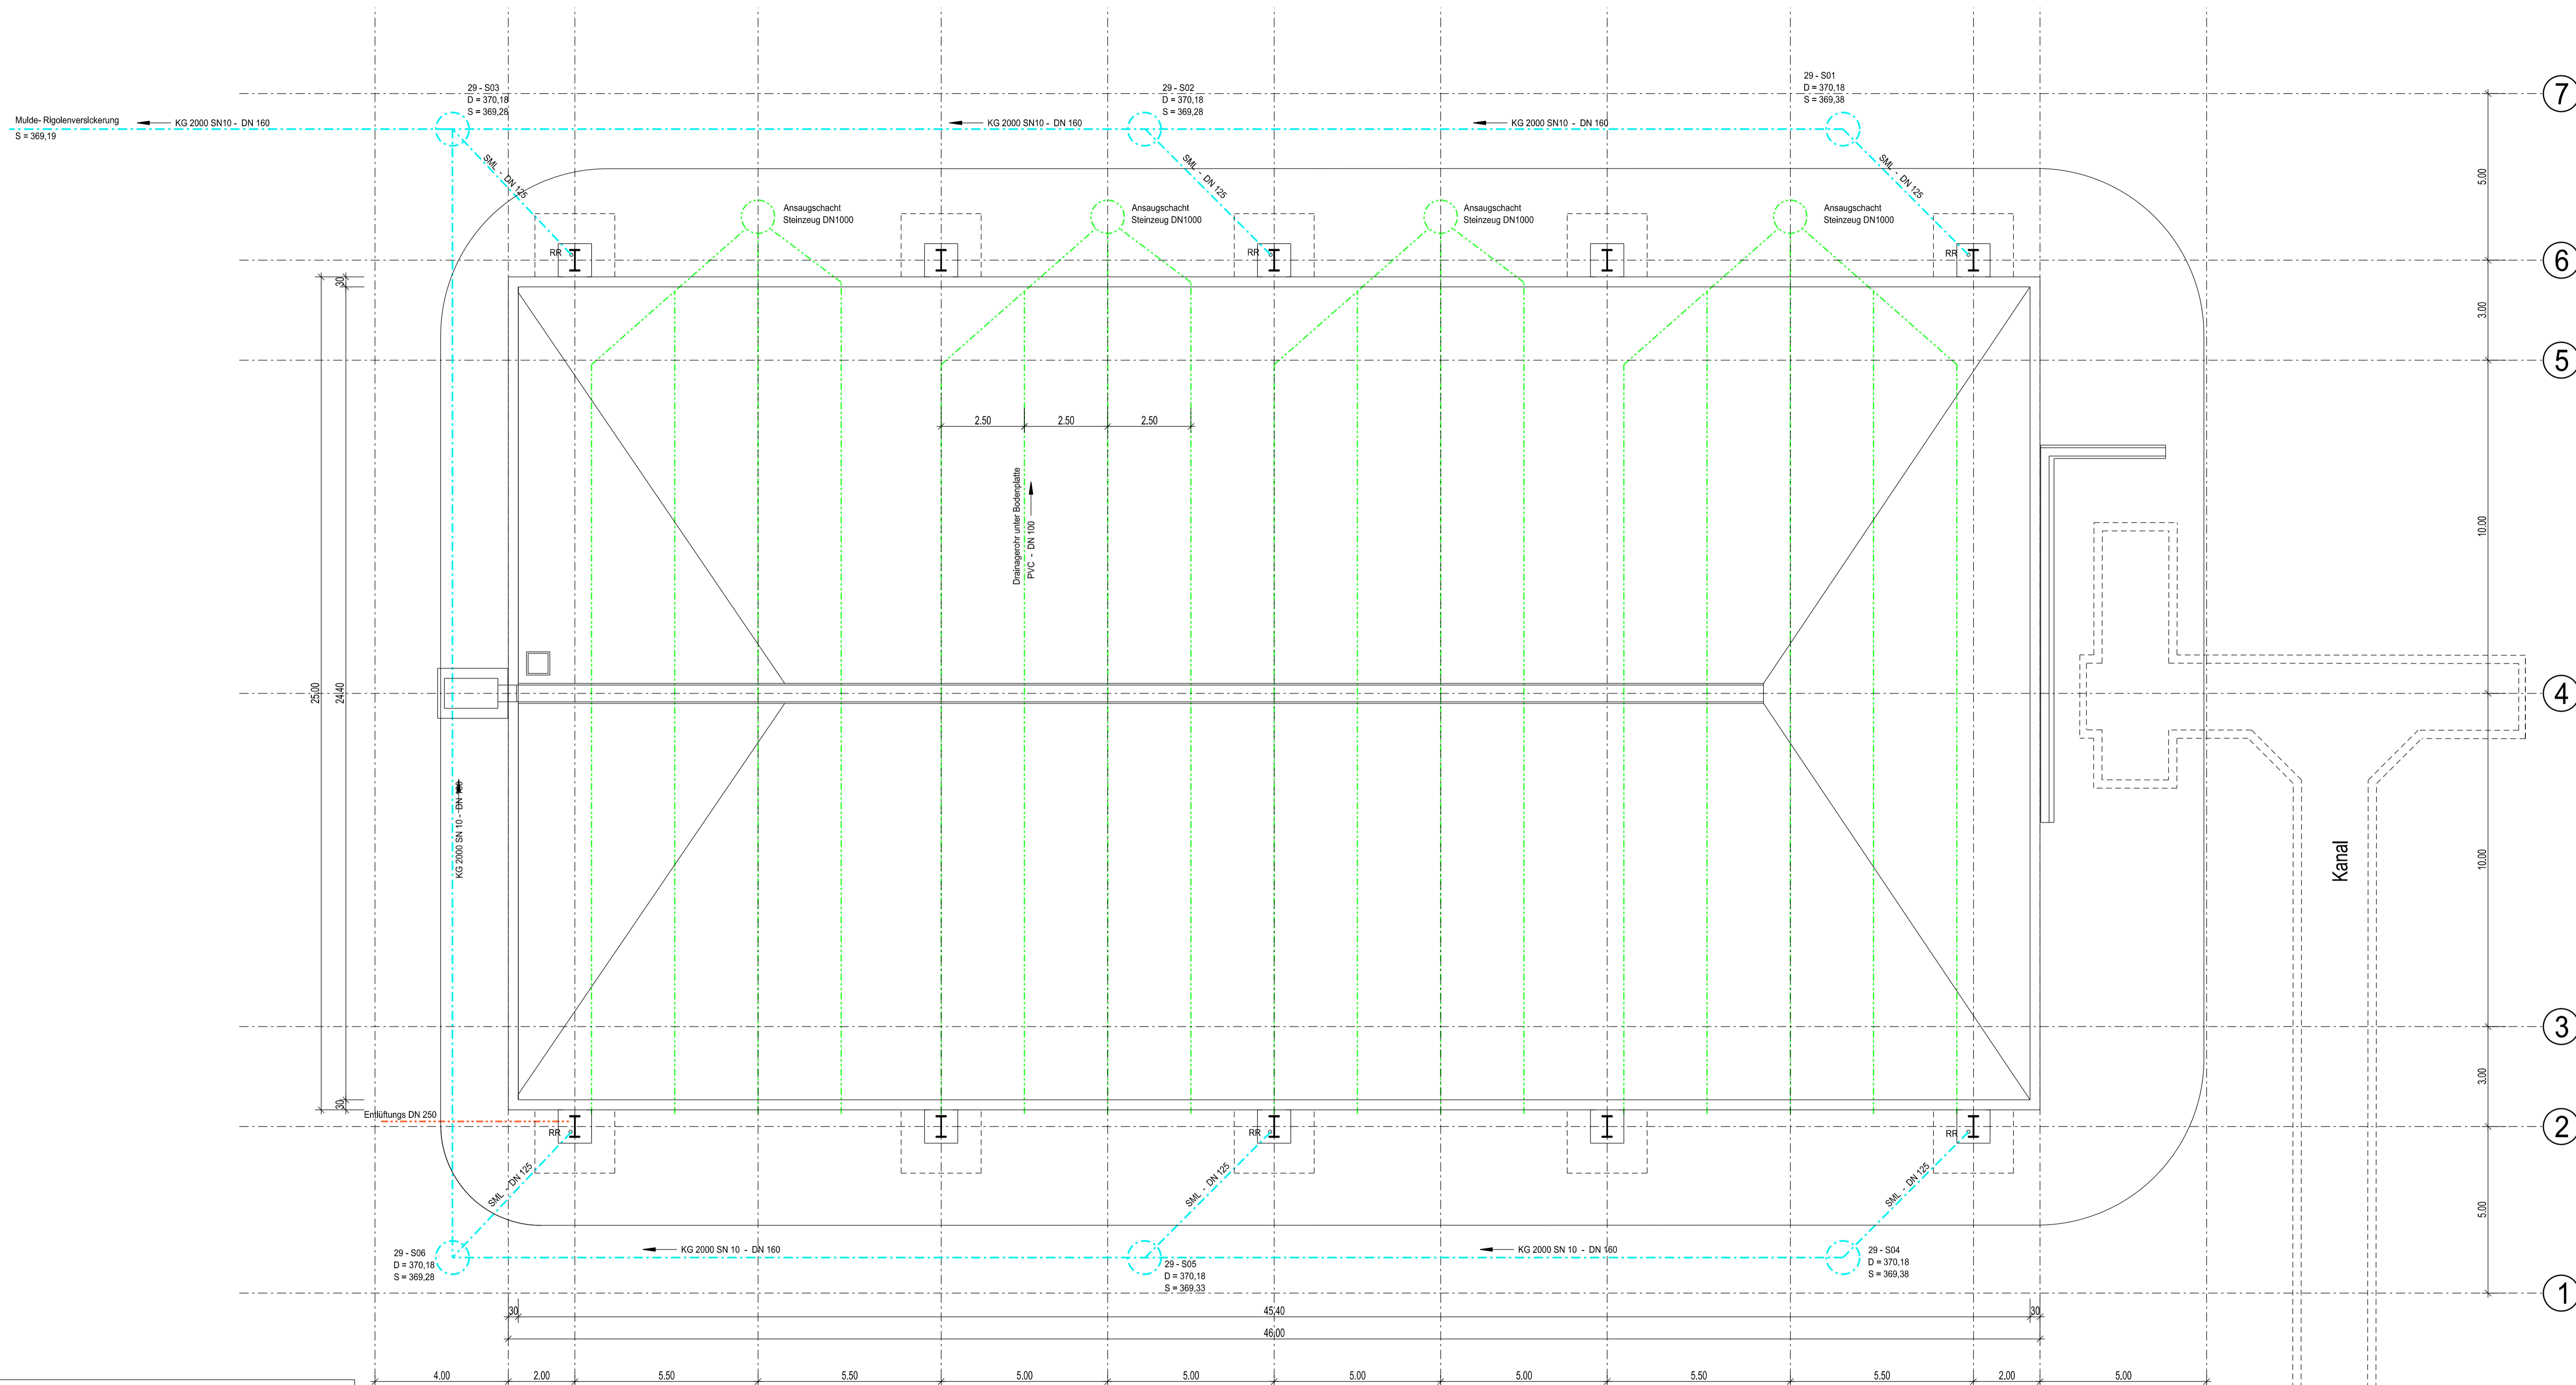 29 - S03
D = 370,18
S = 369,28
29 - S02
D = 370,18
S = 369,28
29 - S01
D = 370,18
S = 369,38
7
Mulde- Rigolenversickerung
S = 369,19
KG 2000 SN10 - DN 160
KG 2000 SN10 - DN 160
KG 2000 SN10 - DN 160
SML - DN 125
SML - DN 125
SML - DN 125
5.00
Ansaugschacht
Steinzeug DN1000
Ansaugschacht
Steinzeug DN1000
Ansaugschacht
Steinzeug DN1000
Ansaugschacht
Steinzeug DN1000
RR
RR
RR
6
30
3.00
5
2.50
2.50
2.50
Drainagerohr unter Bodenplatte
PVC - DN 100
10.00
25.00
24.40
4
KG 2000 SN 10 - DN 160
Kanal
10.00
3
30
3.00
Entlüftungs DN 250
RR
RR
RR
2
SML - DN 125
SML - DN 125
SML - DN 125
5.00
29 - S06
D = 370,18
S = 369,28
KG 2000 SN 10 - DN 160
KG 2000 SN 10 - DN 160
29 - S05
D = 370,18
S = 369,33
29 - S04
D = 370,18
S = 369,38
1
30
45.40
30
46.00
4.00
2.00
5.50
5.50
5.00
5.00
5.00
5.00
5.50
5.50
2.00
5.00